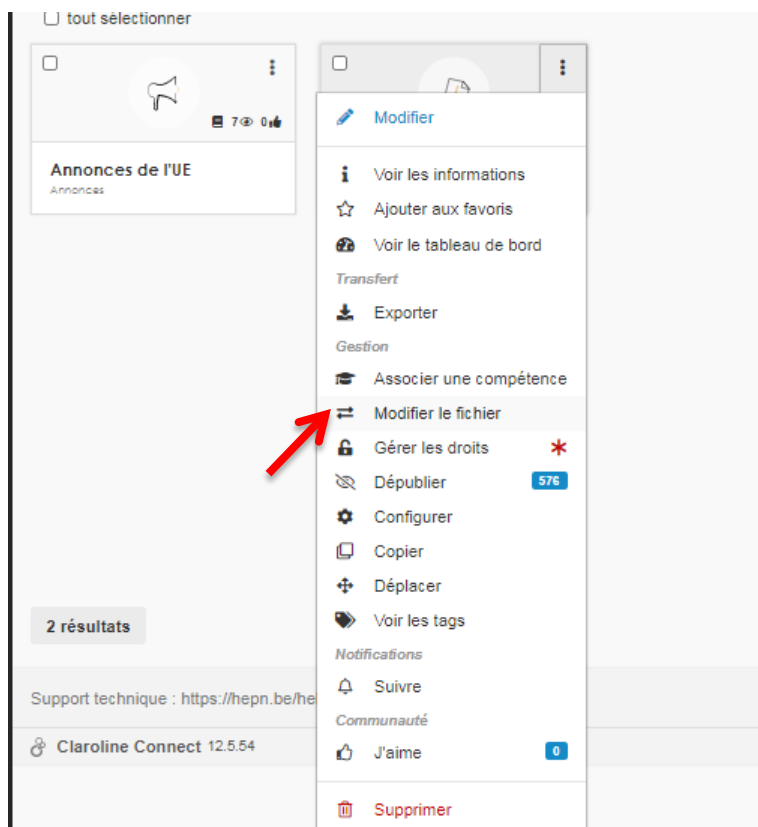 tout sélectionner
7 0
Annonces de l'UE
Annonces
Modifier
Voir les informations
Ajouter aux favoris
Voir le tableau de bord
Transfert
Exporter
Gestion
Associer une compétence
Modifier le fichier
Gérer les droits
Dépublier 576
Configurer
Copier
Déplacer
Voir les tags
Notifications
Suivre
Communauté
J'aime 0
Supprimer
2 résultats
Support technique : https://hepn.be/he
Claroline Connect 12.5.54